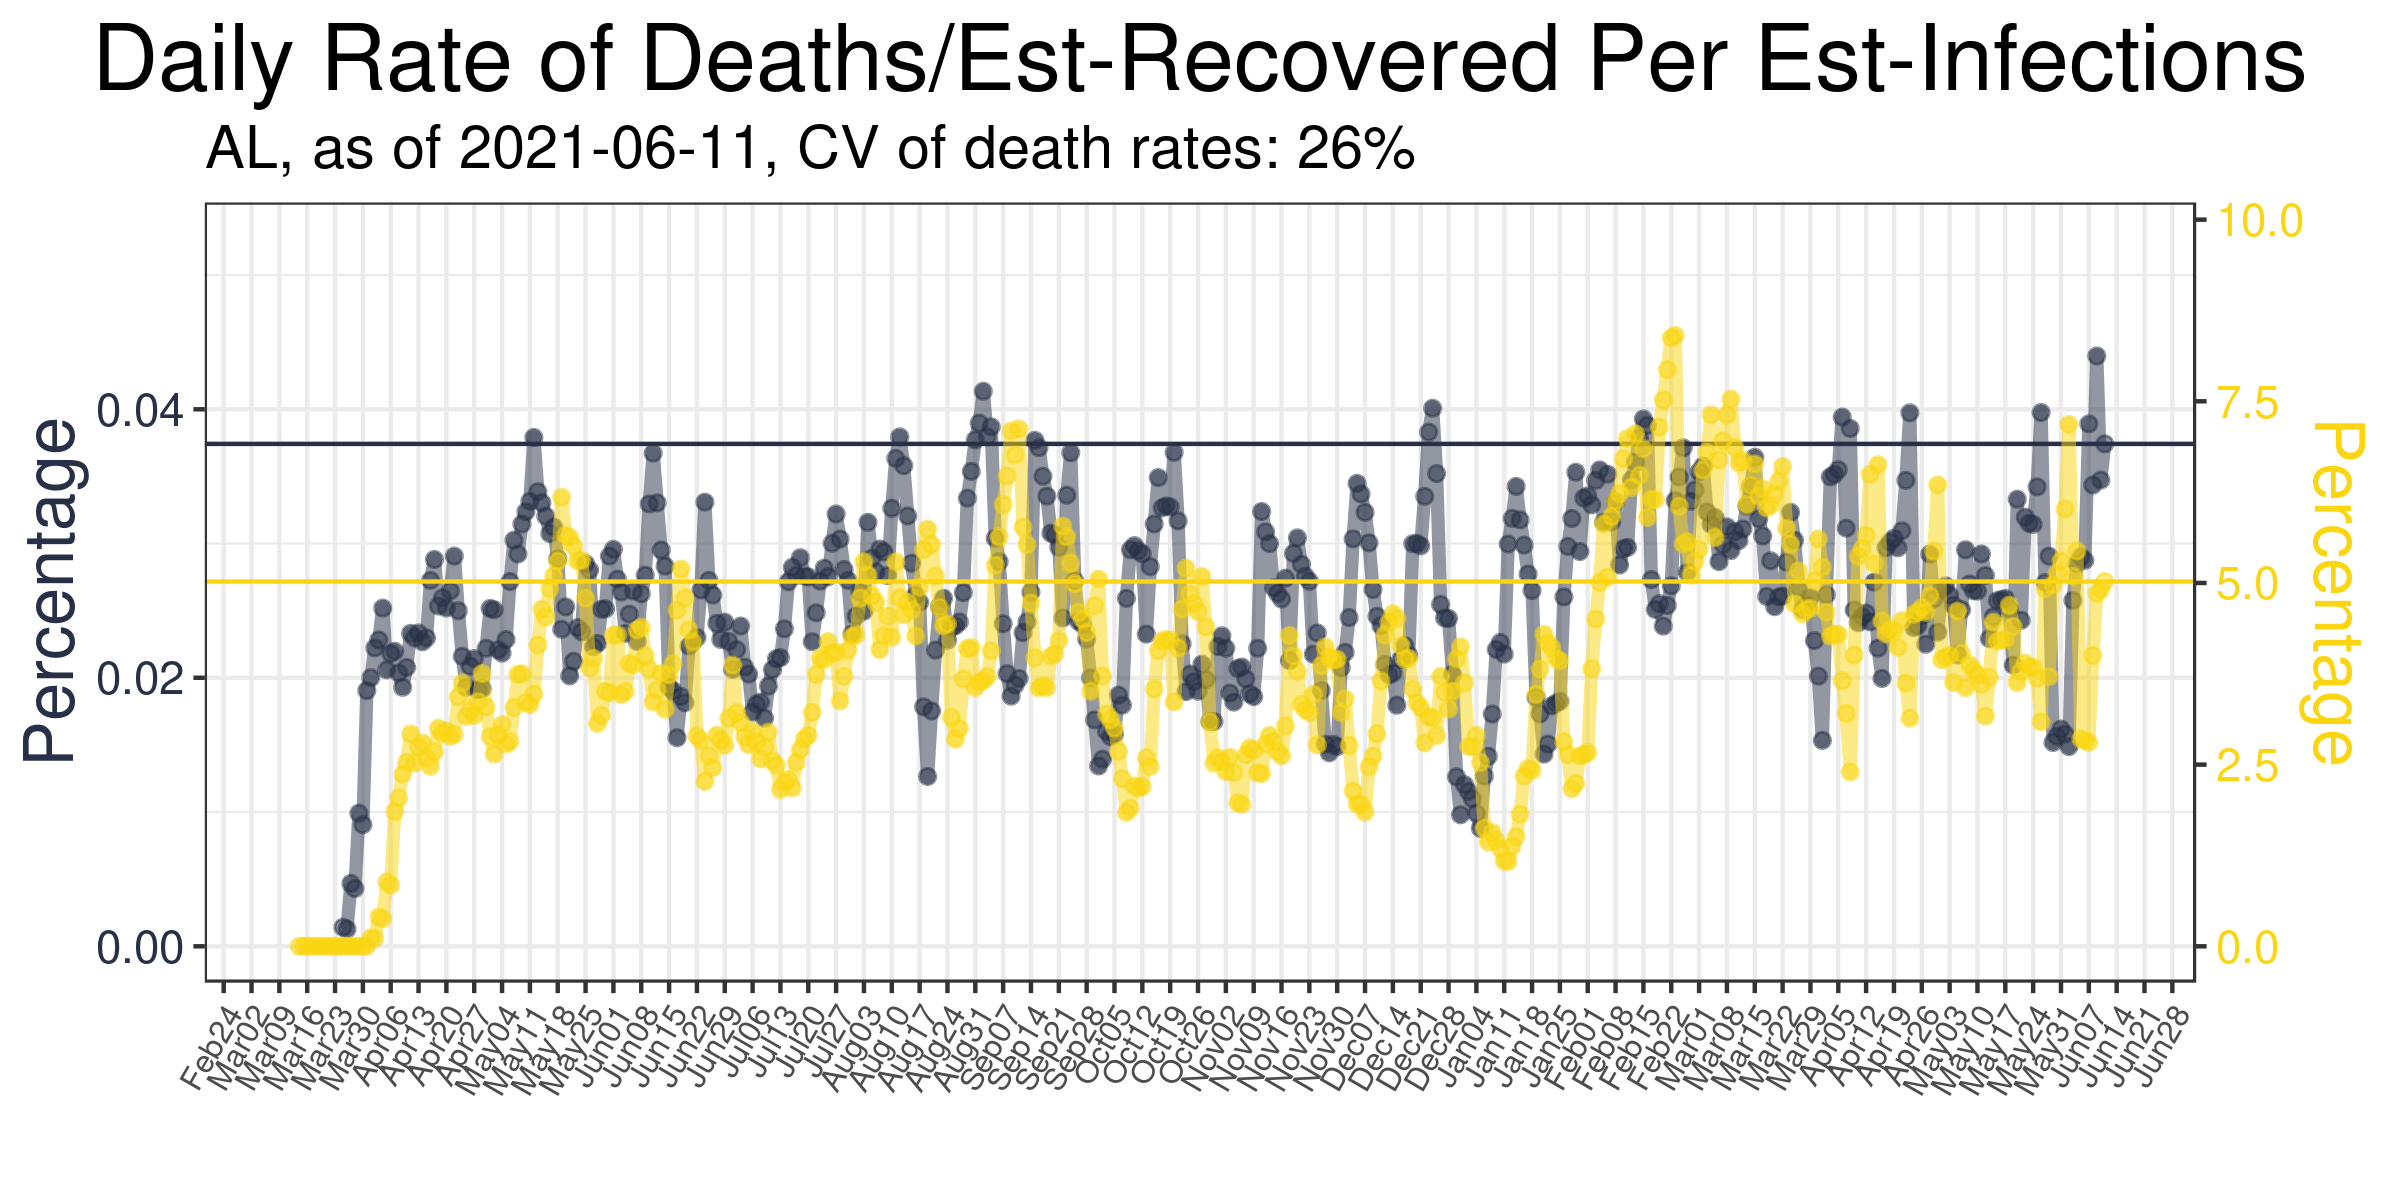 Daily Rate of Deaths/Est-Recovered Per Est-Infections
AL, as of 2021-06-11, CV of death rates: 26%
Percentage
0.04
0.02
0.00
10.0
7.5
5.0
2.5
0.0
Percentage
Feb24
Mar02
Mar09
Mar16
Mar23
Mar30
Apr06
Apr13
Apr20
Apr27
May04
May11
May18
May25
Jun01
Jun08
Jun15
Jun22
Jun29
Jul06
Jul13
Jul20
Jul27
Aug03
Aug10
Aug17
Aug24
Aug31
Sep07
Sep14
Sep21
Sep28
Oct05
Oct12
Oct19
Oct26
Nov02
Nov09
Nov16
Nov23
Nov30
Dec07
Dec14
Dec21
Dec28
Jan04
Jan11
Jan18
Jan25
Feb01
Feb08
Feb15
Feb22
Mar01
Mar08
Mar15
Mar22
Mar29
Apr05
Apr12
Apr19
Apr26
May03
May10
May17
May24
May31
Jun07
Jun14
Jun21
Jun28